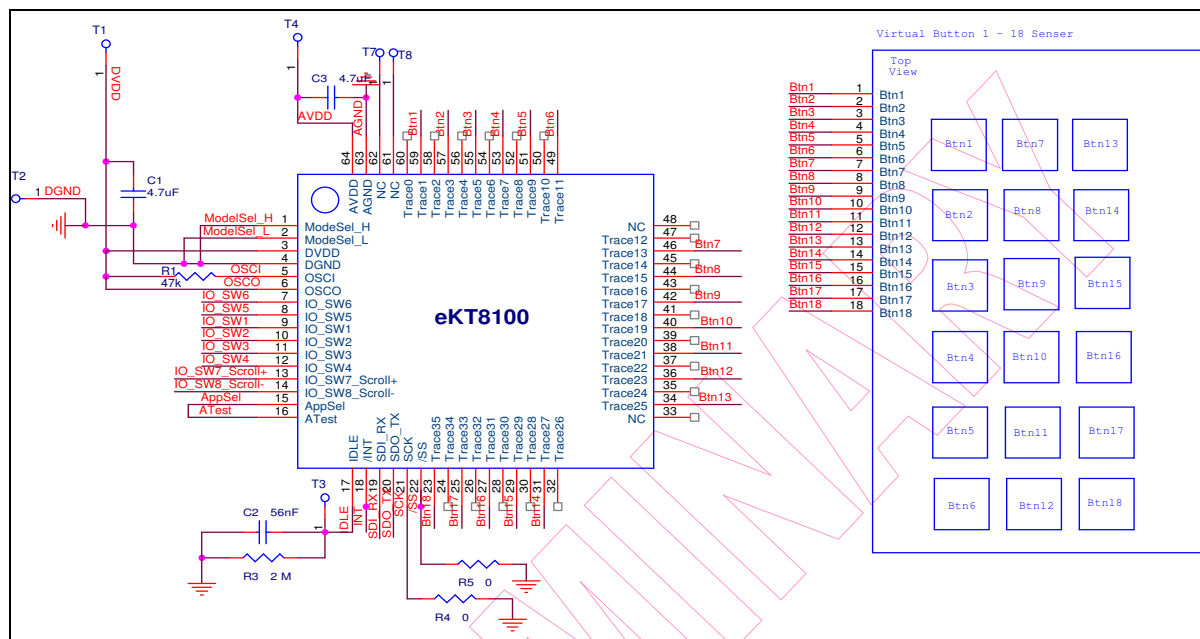 T1
1
DVDD
T2
1
DGND
C1
4.7uF
T4
1
C3
4.7uF
AVDD
AGND
T7
1
T8
1
Btn1
Btn2
Btn3
Btn4
Btn5
Btn6
64
63
62
61
60
59
58
57
56
55
54
53
52
51
50
49
AVDD
AGND
NC
NC
Trace0
Trace1
Trace2
Trace3
Trace4
Trace5
Trace6
Trace7
Trace8
Trace9
Trace10
Trace11
ModelSel_H 1 ModeSel_H
ModelSel_L 2 ModeSel_L
3 DVDD
4 DGND
R1
47k
OSCI 5 OSCI
OSCO 6 OSCO
IO_SW6 7 IO_SW6
IO_SW5 8 IO_SW5
IO_SW1 9 IO_SW1
IO_SW2 10 IO_SW2
IO_SW3 11 IO_SW3
IO_SW4 12 IO_SW4
IO_SW7_Scroll+ 13 IO_SW7_Scroll+
IO_SW8_Scroll- 14 IO_SW8_Scroll-
AppSel 15 AppSel
ATest 16 ATest
eKT8100
NC 48
Trace12 47
Trace13 46 Btn7
Trace14 45
Trace15 44 Btn8
Trace16 43
Trace17 42 Btn9
Trace18 41
Trace19 40 Btn10
Trace20 39
Trace21 38 Btn11
Trace22 37
Trace23 36 Btn12
Trace24 35
Trace25 34 Btn13
NC 33
IDLE
/INT
SDI_RX
SDO_TX
SCK
/SS
Trace35
Trace34
Trace33
Trace32
Trace31
Trace30
Trace29
Trace28
Trace27
Trace26
17
18
19
20
21
22
23
24
25
26
27
28
29
30
31
32
IDLE
INT
SDI_RX
SDO_TX
SCK
/SS
Btn18
Btn17
Btn16
Btn15
Btn14
T3
1
C2 56nF
R3 2 M
R5 0
R4 0
Virtual Button 1 - 18 Senser
Top
View
Btn1 1 Btn1
Btn2 2 Btn2
Btn3 3 Btn3
Btn4 4 Btn4
Btn5 5 Btn5
Btn6 6 Btn6
Btn7 7 Btn7
Btn8 8 Btn8
Btn9 9 Btn9
Btn10 10 Btn10
Btn11 11 Btn11
Btn12 12 Btn12
Btn13 13 Btn13
Btn14 14 Btn14
Btn15 15 Btn15
Btn16 16 Btn16
Btn17 17 Btn17
Btn18 18 Btn18
Btn1 Btn7 Btn13
Btn2 Btn8 Btn14
Btn3 Btn9 Btn15
Btn4 Btn10 Btn16
Btn5 Btn11 Btn17
Btn6 Btn12 Btn18